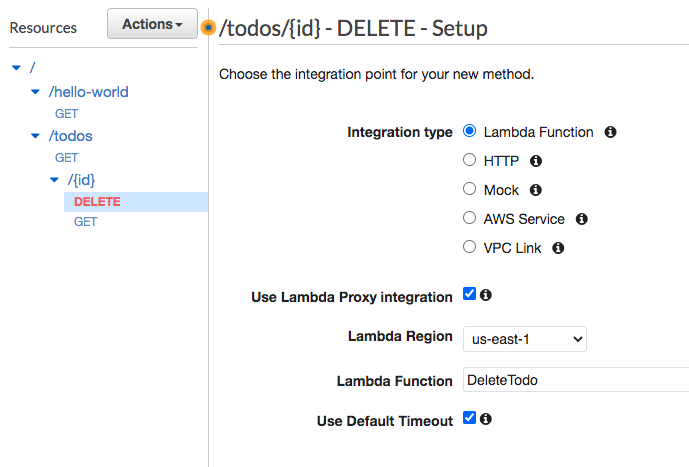 Resources
Actions
/todos/{id} - DELETE - Setup
Choose the integration point for your new method.
/
/hello-world
GET
/todos
GET
/{id}
DELETE
GET
Integration type
Lambda Function
HTTP
Mock
AWS Service
VPC Link
Use Lambda Proxy integration
Lambda Region
us-east-1
Lambda Function
DeleteTodo
Use Default Timeout